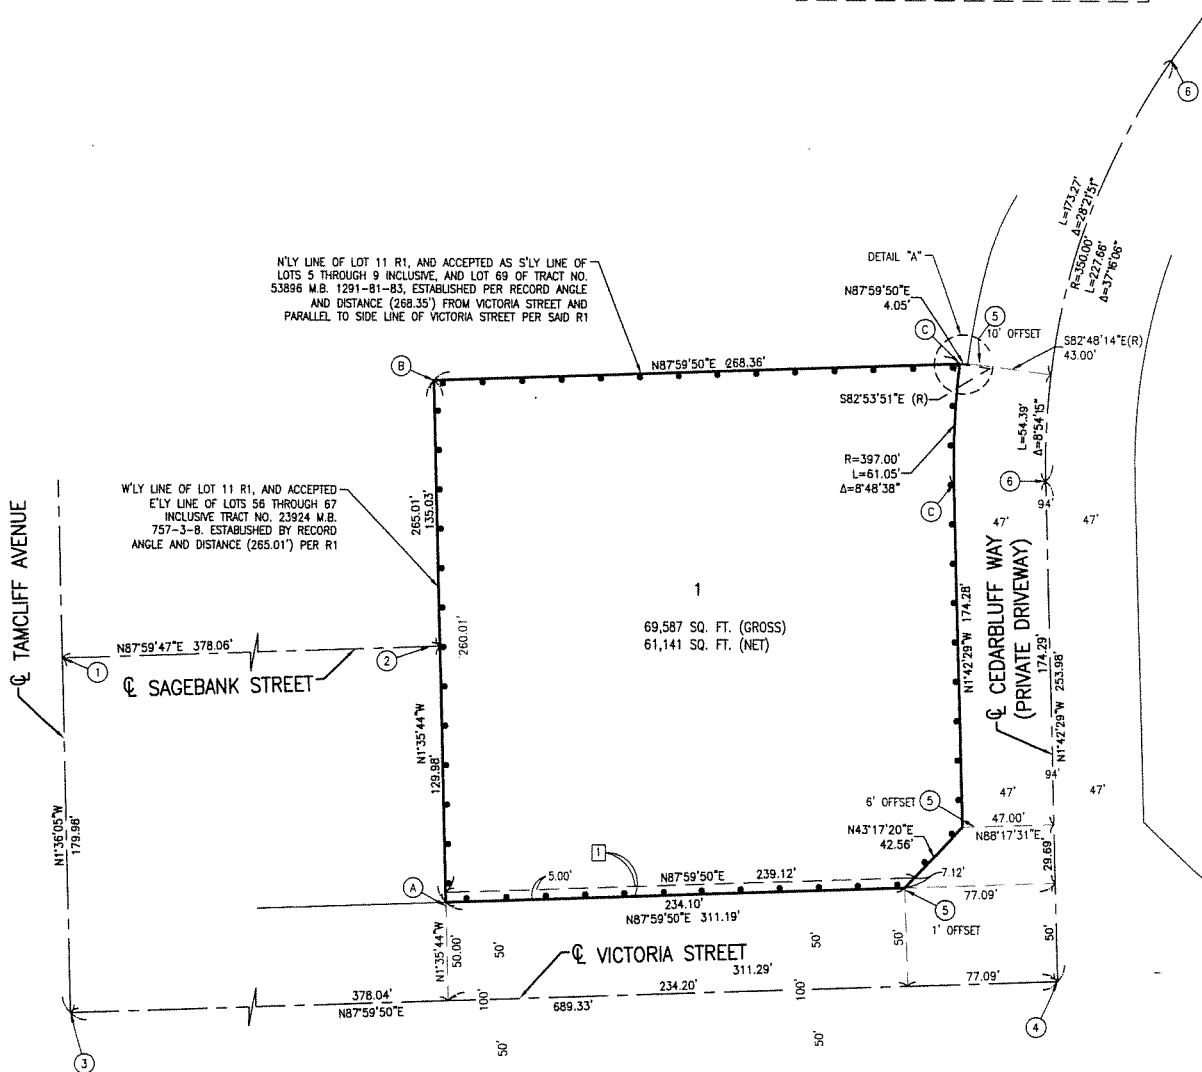 6
L=173.27'
Δ=28°21'51"
R=350.00'
L=227.66'
Δ=37°16'06"
N'LY LINE OF LOT 11 R1, AND ACCEPTED AS S'LY LINE OF
LOTS 5 THROUGH 9 INCLUSIVE, AND LOT 69 OF TRACT NO.
53896 M.B. 1291-81-83, ESTABLISHED PER RECORD ANGLE
AND DISTANCE (268.35') FROM VICTORIA STREET AND
PARALLEL TO SIDE LINE OF VICTORIA STREET PER SAID R1
DETAIL "A"
N87°59'50"E
4.05'
C
5
10' OFFSET
S82°48'14"E(R)
43.00'
B
N87°59'50"E 268.36'
S82°53'51"E (R)
L=54.39'
Δ=8°54'15"
R=397.00'
L=61.05'
Δ=8°48'38"
6
C
94'
47'
47'
W'LY LINE OF LOT 11 R1, AND ACCEPTED
E'LY LINE OF LOTS 56 THROUGH 67
INCLUSIVE TRACT NO. 23924 M.B.
757-3-8. ESTABLISHED BY RECORD
ANGLE AND DISTANCE (265.01') PER R1
265.01'
135.03'
℄ TAMCLIFF AVENUE
1
69,587 SQ. FT. (GROSS)
61,141 SQ. FT. (NET)
N1°42'29"W 174.28'
℄ CEDARBLUFF WAY
(PRIVATE DRIVEWAY)
174.29'
N1°42'29"W 253.98'
N87°59'47"E 378.06'
1
2
260.01'
℄ SAGEBANK STREET
N1°35'44"W
129.98'
94'
47'
47'
6' OFFSET
5
47.00'
N88°17'31"E
N43°17'20"E
42.56'
29.69'
N1°36'05"W
179.98'
1
A
5.00'
N87°59'50"E
239.12'
7.12'
77.09'
234.10'
N87°59'50"E 311.19'
5
1' OFFSET
N1°35'44"W
50.00'
50'
℄ VICTORIA STREET
50'
50'
50'
311.29'
77.09'
378.04'
N87°59'50"E
100'
689.33'
234.20'
100'
3
50'
50'
4